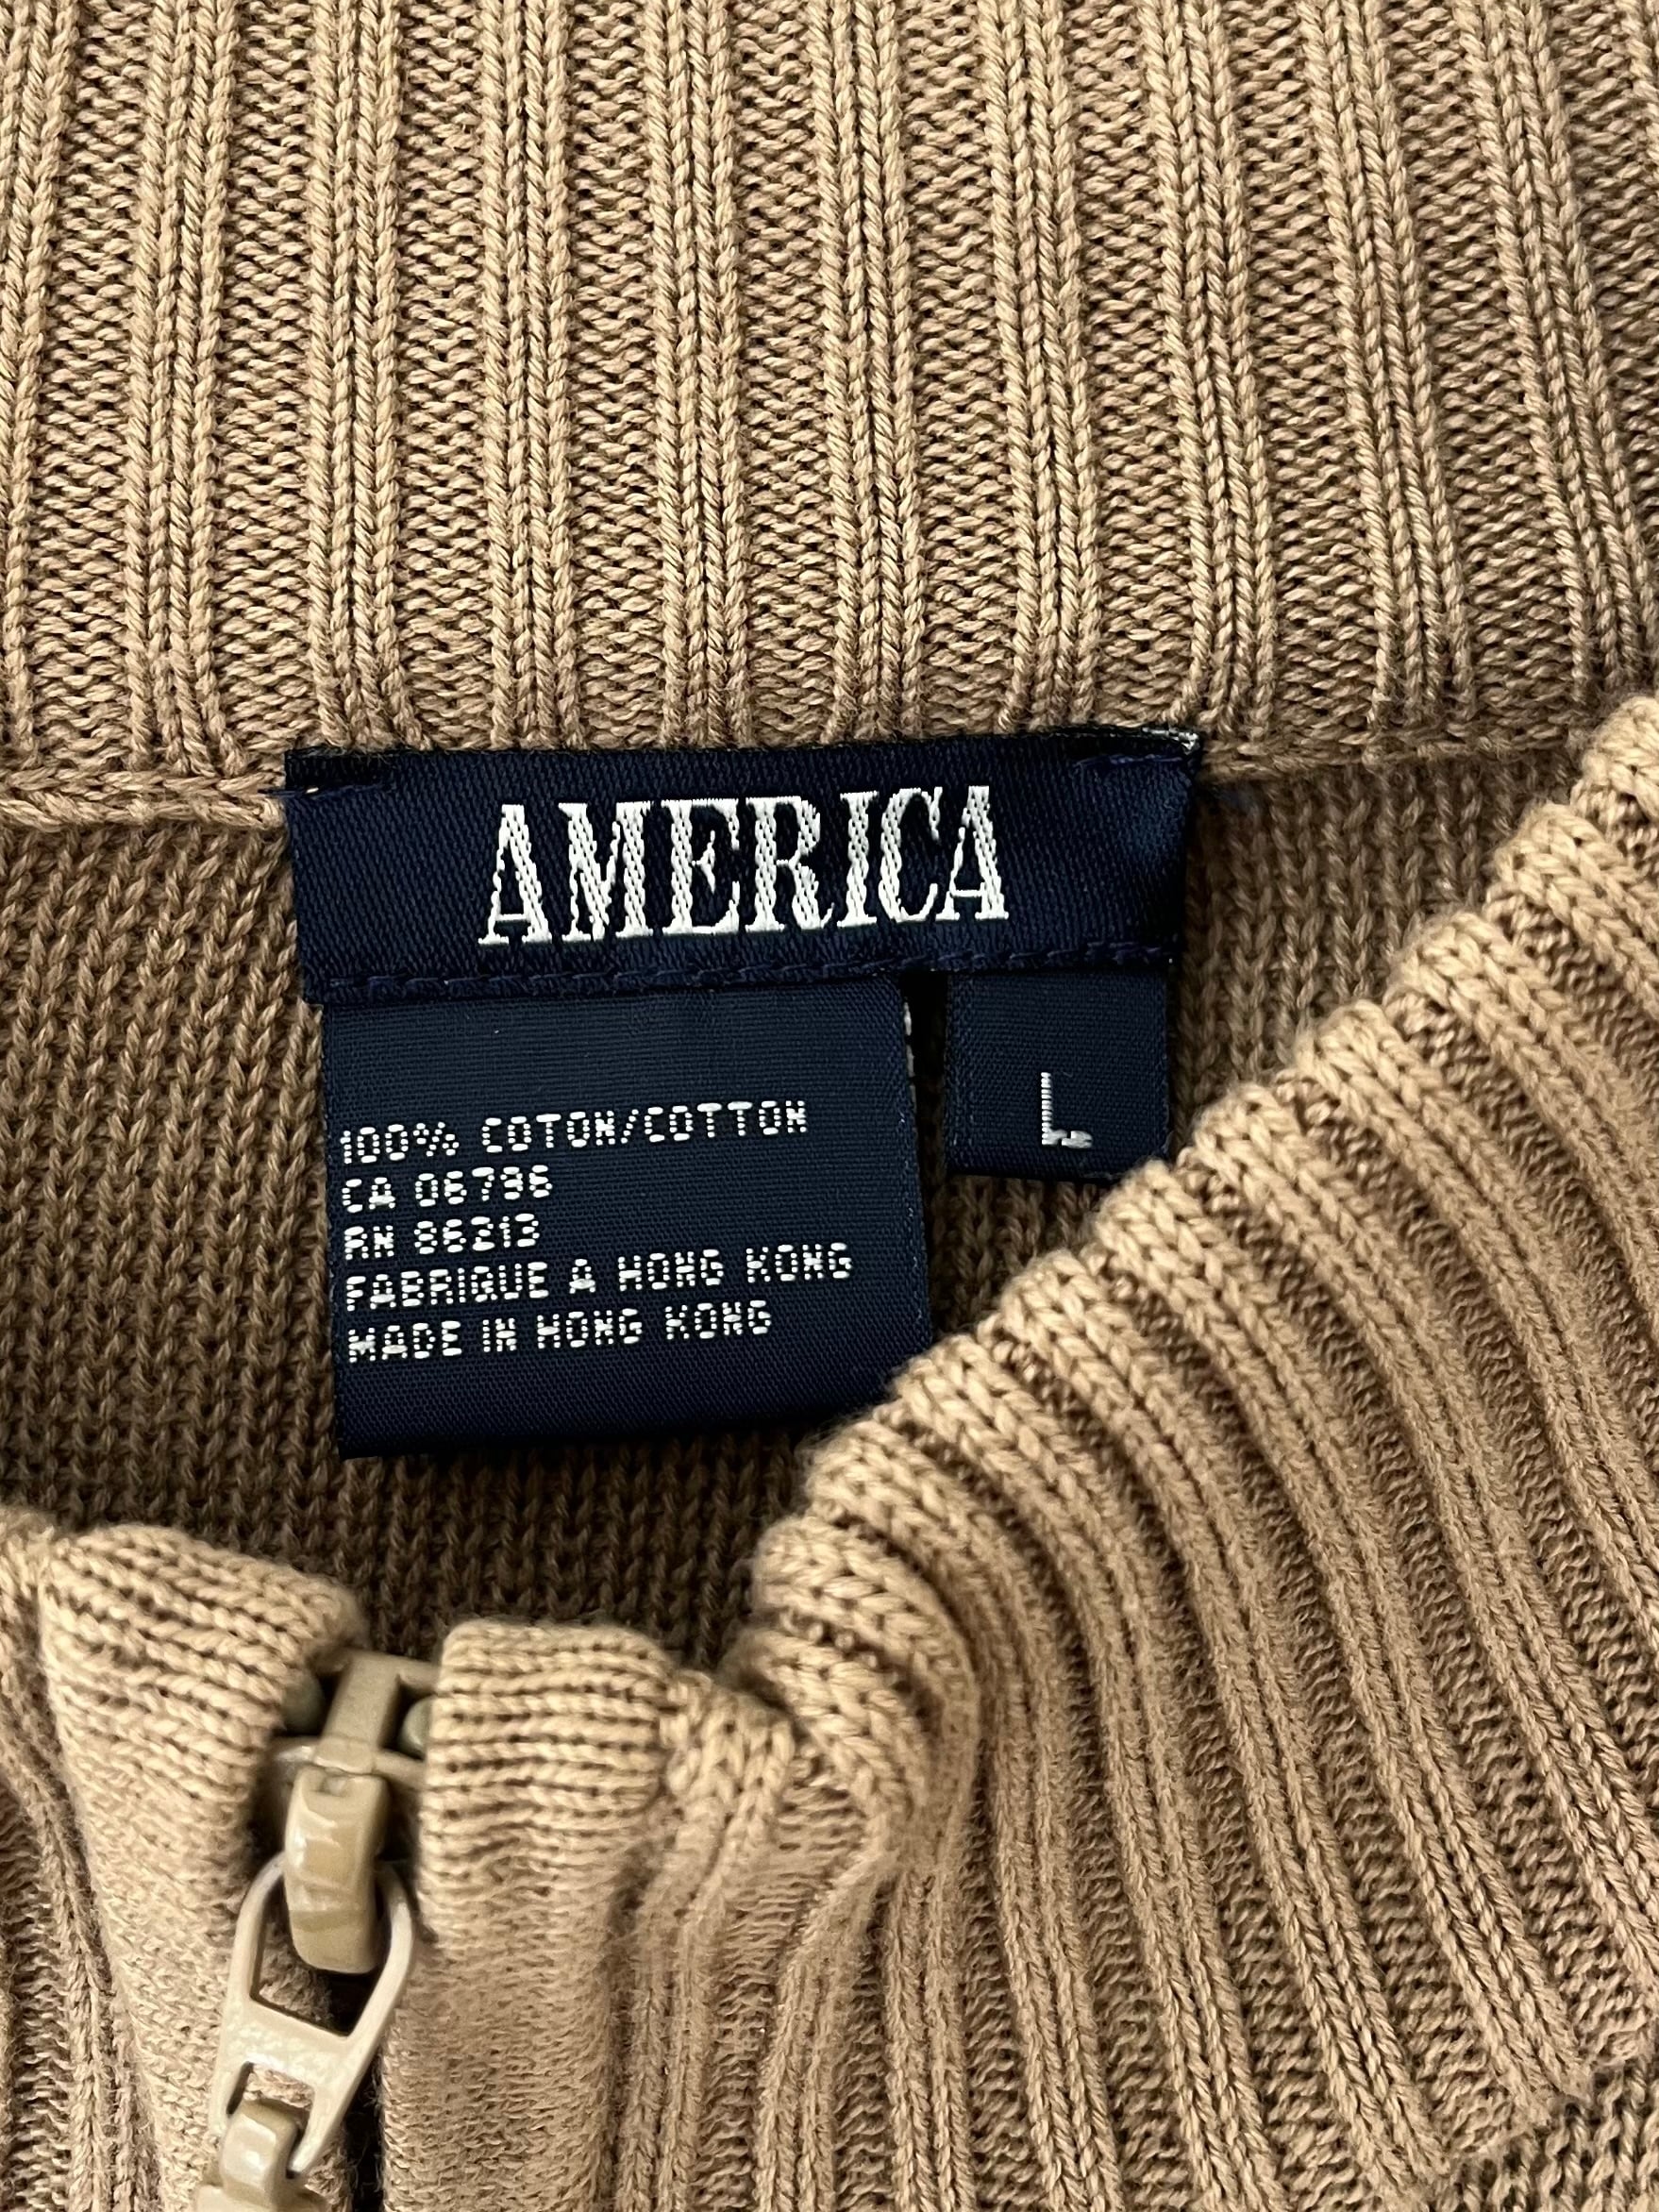 AMERICA
L
100% COTON/COTTON
CA 06796
RN 86213
FABRIQUE A HONG KONG
MADE IN HONG KONG